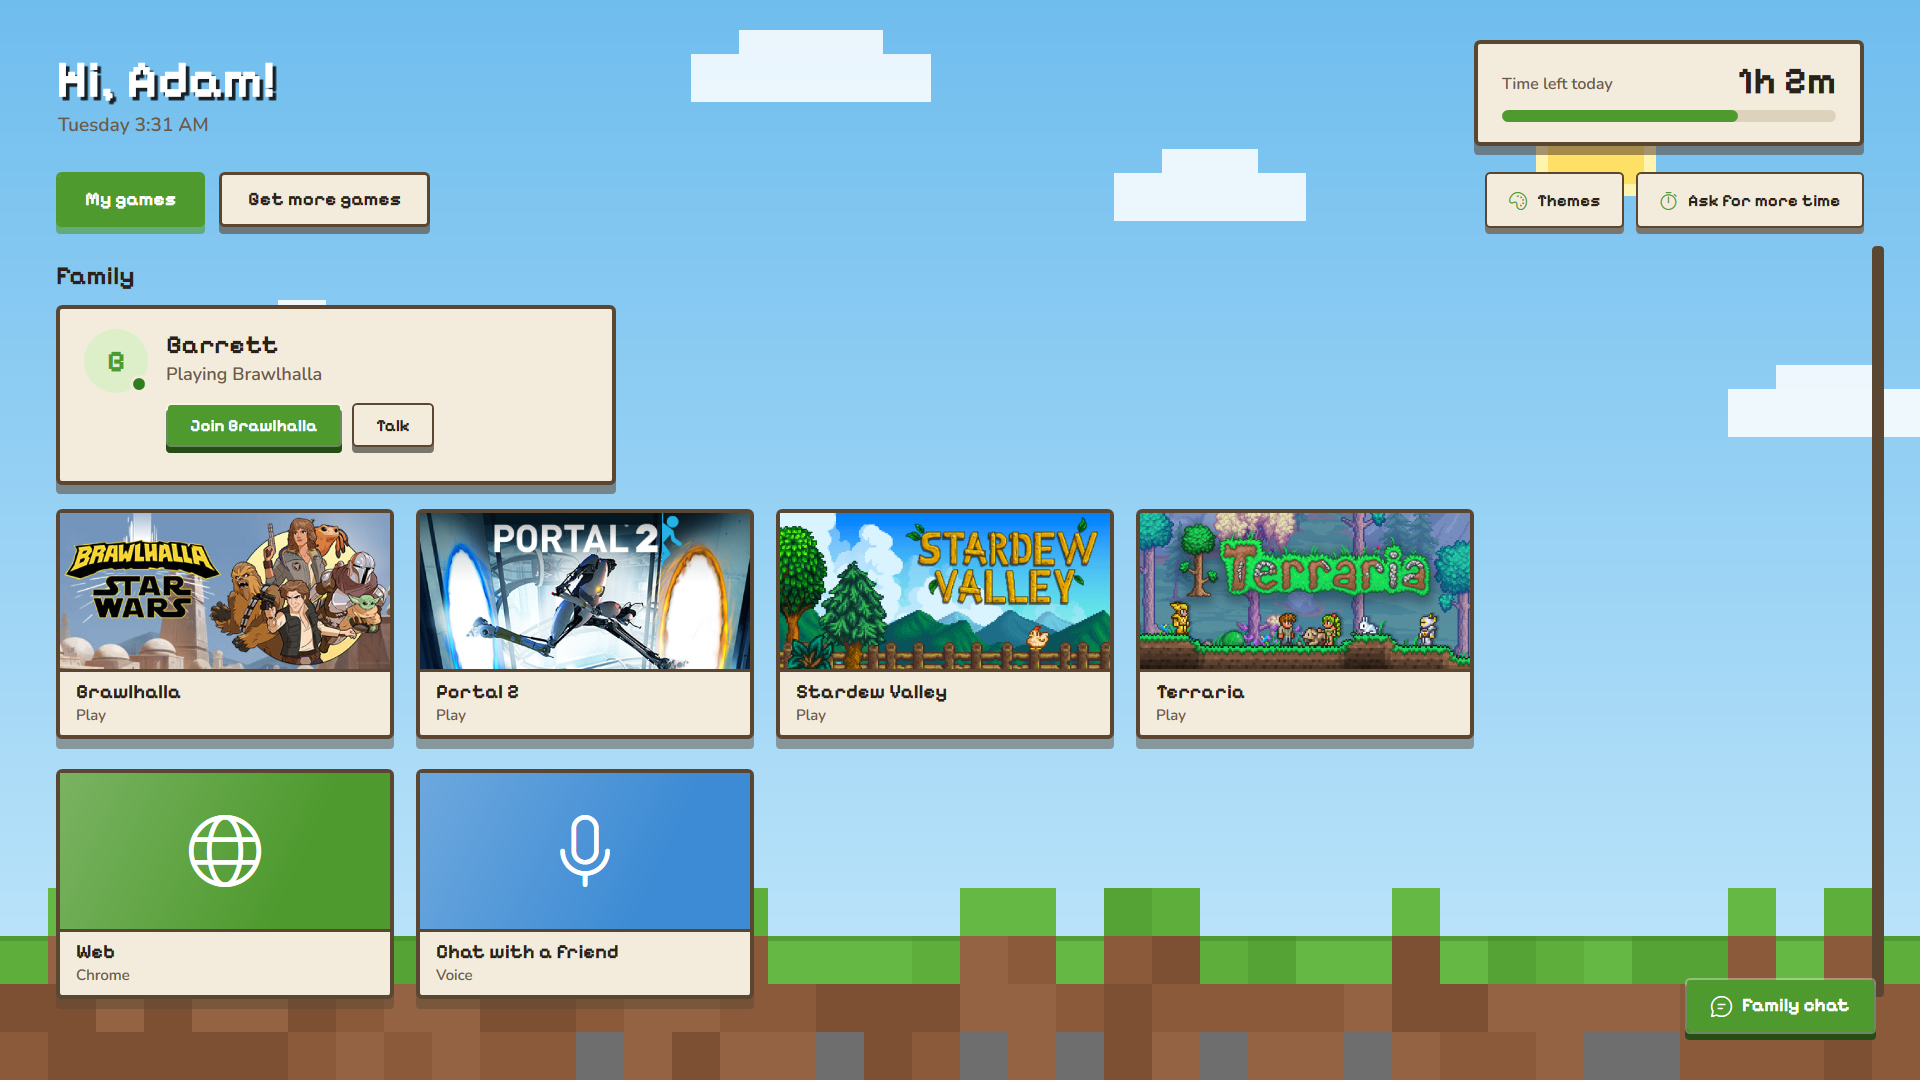 Hi, Adam!
Tuesday 3:31 AM
Time left today
1h 2m
My games
Get more games
Themes
Ask for more time
Family
B
Barrett
Playing Brawlhalla
Join Brawlhalla
Talk
BRAWLHALLA
STAR
WARS
PORTAL 2
STARDEW
VALLEY
Terraria
Brawlhalla
Play
Portal 2
Play
Stardew Valley
Play
Terraria
Play
Web
Chrome
Chat with a friend
Voice
Family chat